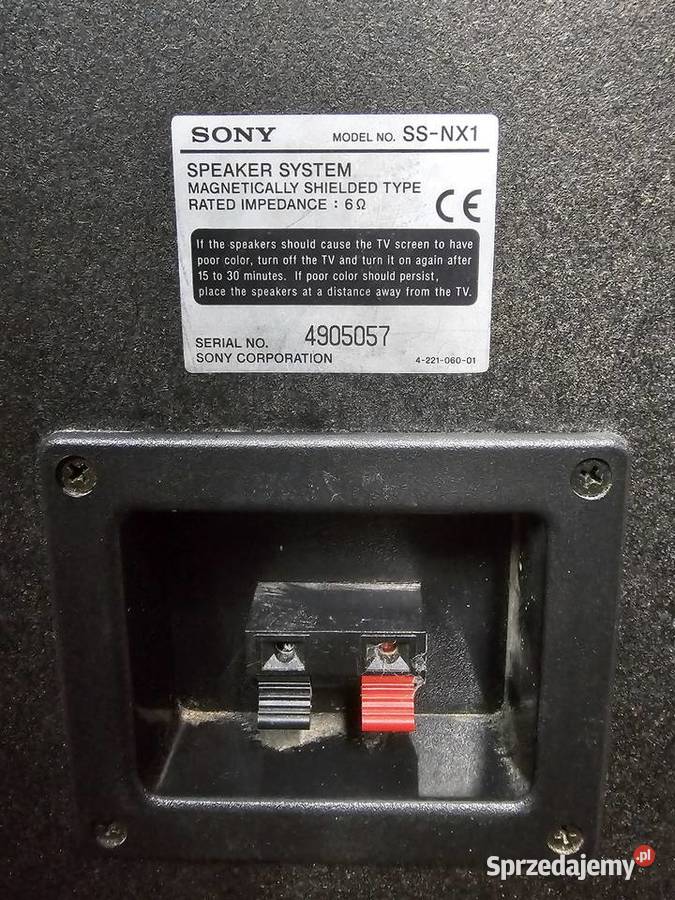 SONY MODEL NO. SS-NX1
SPEAKER SYSTEM
MAGNETICALLY SHIELDED TYPE
RATED IMPEDANCE : 6 Ω
CE
If the speakers should cause the TV screen to have
poor color, turn off the TV and turn it on again after
15 to 30 minutes. If poor color should persist,
place the speakers at a distance away from the TV.
SERIAL NO. 4905057
SONY CORPORATION 4-221-060-01
Sprzedajemy.pl